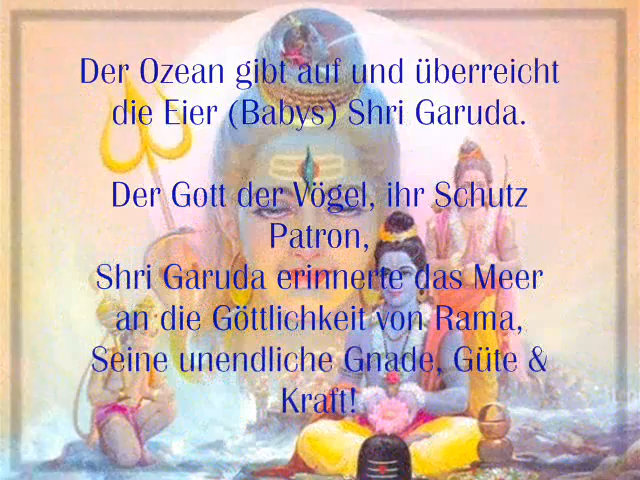 Der Ozean gibt auf und überreicht
die Eier (Babys) Shri Garuda.
Der Gott der Vögel, ihr Schutz
Patron,
Shri Garuda erinnerte das Meer
an die Göttlichkeit von Rama,
Seine unendliche Gnade, Güte &
Kraft!